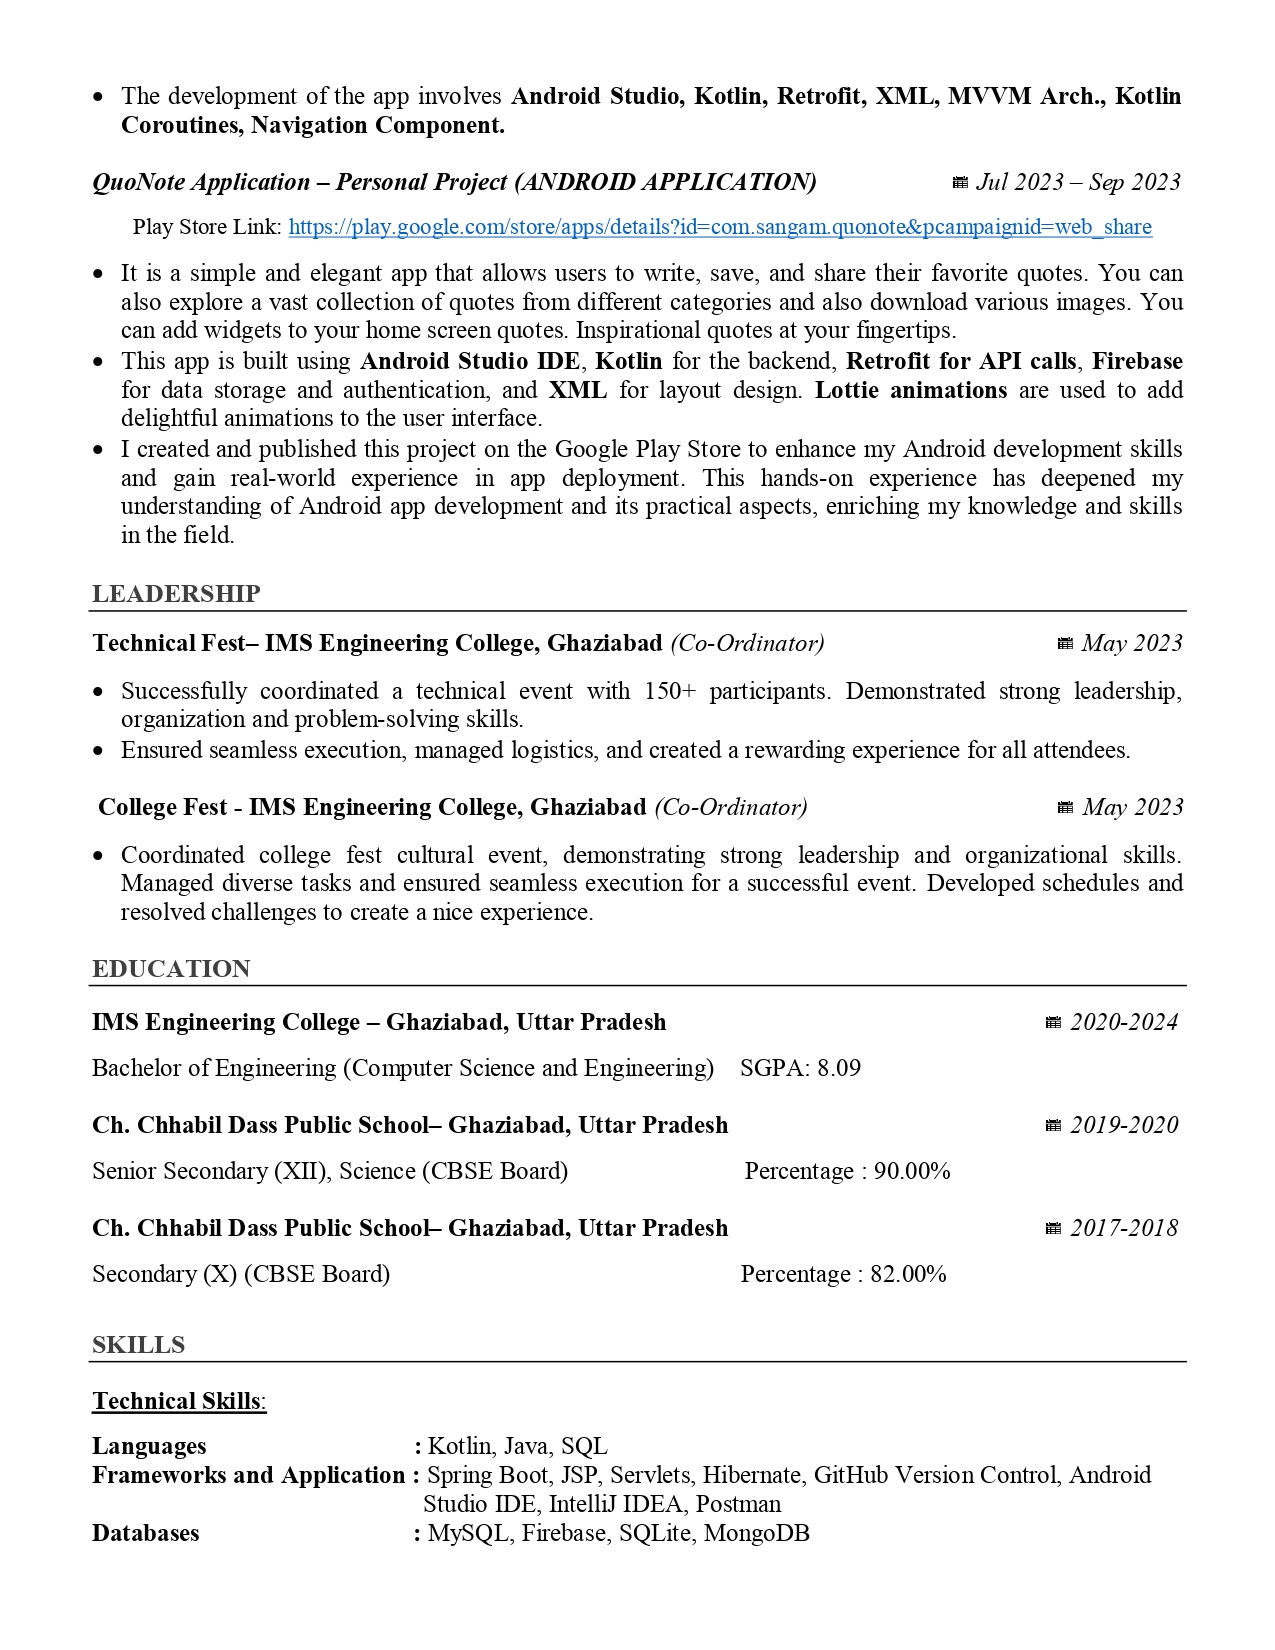 • The development of the app involves Android Studio, Kotlin, Retrofit, XML, MVVM Arch., Kotlin
Coroutines, Navigation Component.
QuoNote Application – Personal Project (ANDROID APPLICATION) Jul 2023 – Sep 2023
Play Store Link: https://play.google.com/store/apps/details?id=com.sangam.quonote&pcampaignid=web_share
• It is a simple and elegant app that allows users to write, save, and share their favorite quotes. You can
also explore a vast collection of quotes from different categories and also download various images. You
can add widgets to your home screen quotes. Inspirational quotes at your fingertips.
• This app is built using Android Studio IDE, Kotlin for the backend, Retrofit for API calls, Firebase
for data storage and authentication, and XML for layout design. Lottie animations are used to add
delightful animations to the user interface.
• I created and published this project on the Google Play Store to enhance my Android development skills
and gain real-world experience in app deployment. This hands-on experience has deepened my
understanding of Android app development and its practical aspects, enriching my knowledge and skills
in the field.
LEADERSHIP
Technical Fest– IMS Engineering College, Ghaziabad (Co-Ordinator) May 2023
• Successfully coordinated a technical event with 150+ participants. Demonstrated strong leadership,
organization and problem-solving skills.
• Ensured seamless execution, managed logistics, and created a rewarding experience for all attendees.
College Fest - IMS Engineering College, Ghaziabad (Co-Ordinator) May 2023
• Coordinated college fest cultural event, demonstrating strong leadership and organizational skills.
Managed diverse tasks and ensured seamless execution for a successful event. Developed schedules and
resolved challenges to create a nice experience.
EDUCATION
IMS Engineering College – Ghaziabad, Uttar Pradesh 2020-2024
Bachelor of Engineering (Computer Science and Engineering) SGPA: 8.09
Ch. Chhabil Dass Public School– Ghaziabad, Uttar Pradesh 2019-2020
Senior Secondary (XII), Science (CBSE Board) Percentage : 90.00%
Ch. Chhabil Dass Public School– Ghaziabad, Uttar Pradesh 2017-2018
Secondary (X) (CBSE Board) Percentage : 82.00%
SKILLS
Technical Skills:
Languages : Kotlin, Java, SQL
Frameworks and Application : Spring Boot, JSP, Servlets, Hibernate, GitHub Version Control, Android
Studio IDE, IntelliJ IDEA, Postman
Databases : MySQL, Firebase, SQLite, MongoDB